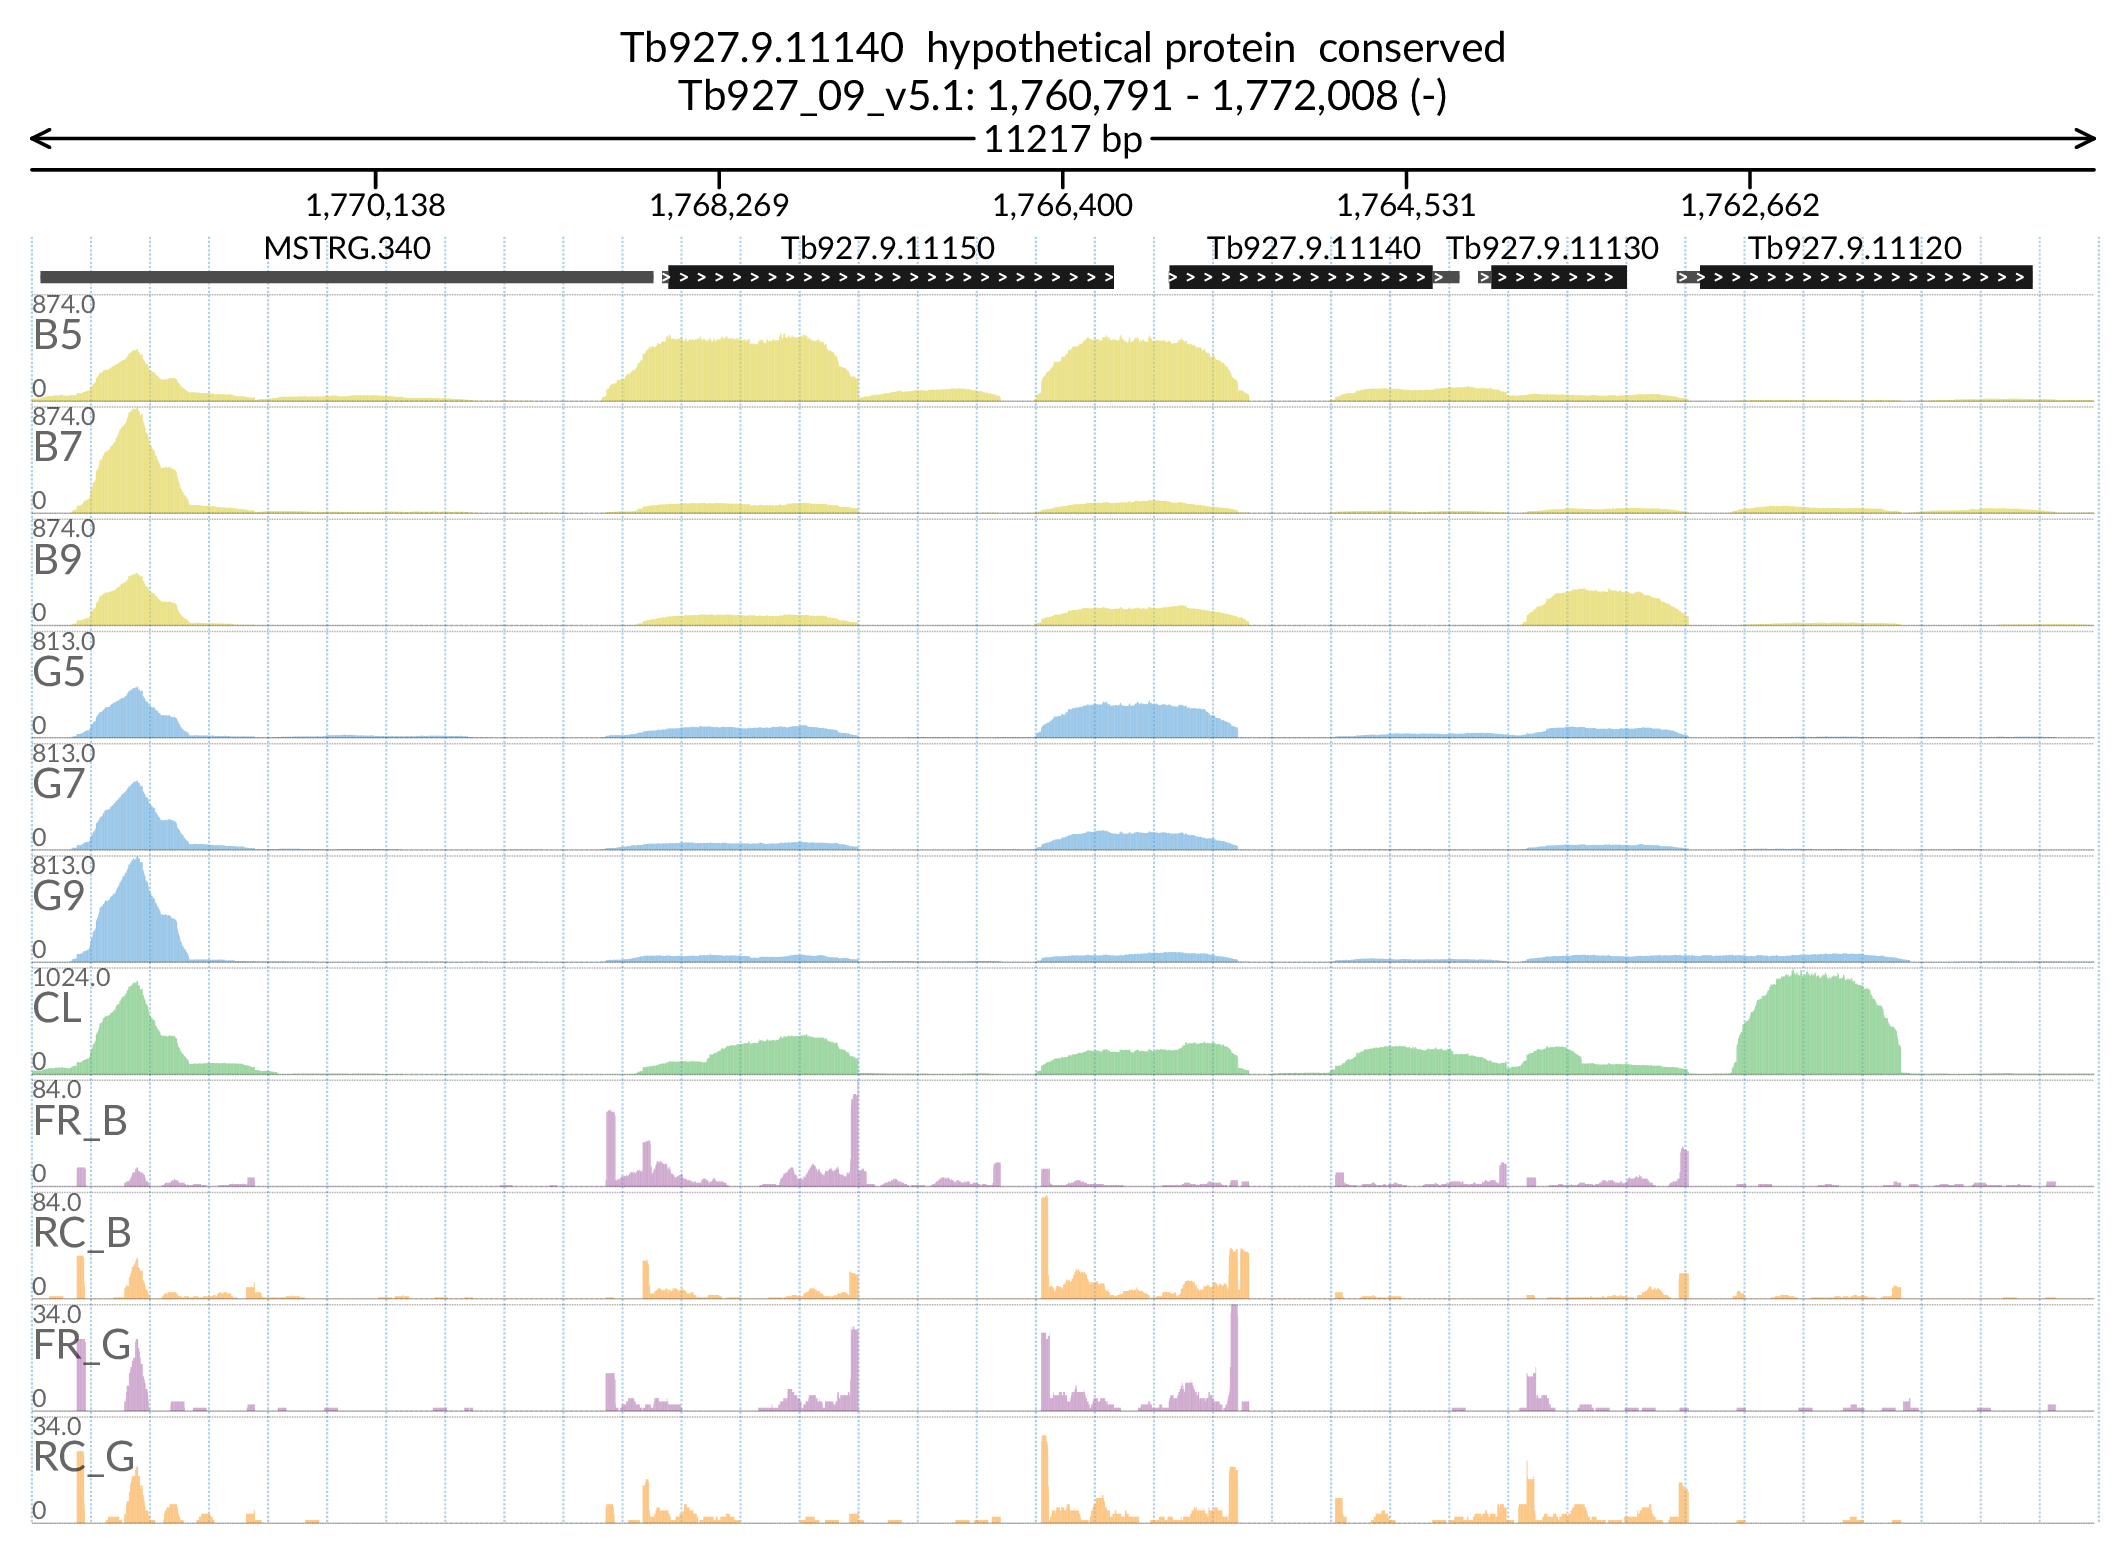 Tb927.9.11140  hypothetical protein  conserved
Tb927_09_v5.1: 1,760,791 - 1,772,008 (-)
11217 bp
1,770,138 1,768,269 1,766,400 1,764,531 1,762,662
MSTRG.340 Tb927.9.11150 Tb927.9.11140 Tb927.9.11130 Tb927.9.11120
874.0
B5
0
874.0
B7
0
874.0
B9
0
813.0
G5
0
813.0
G7
0
813.0
G9
0
1024.0
CL
0
84.0
FR_B
0
84.0
RC_B
0
34.0
FR_G
0
34.0
RC_G
0